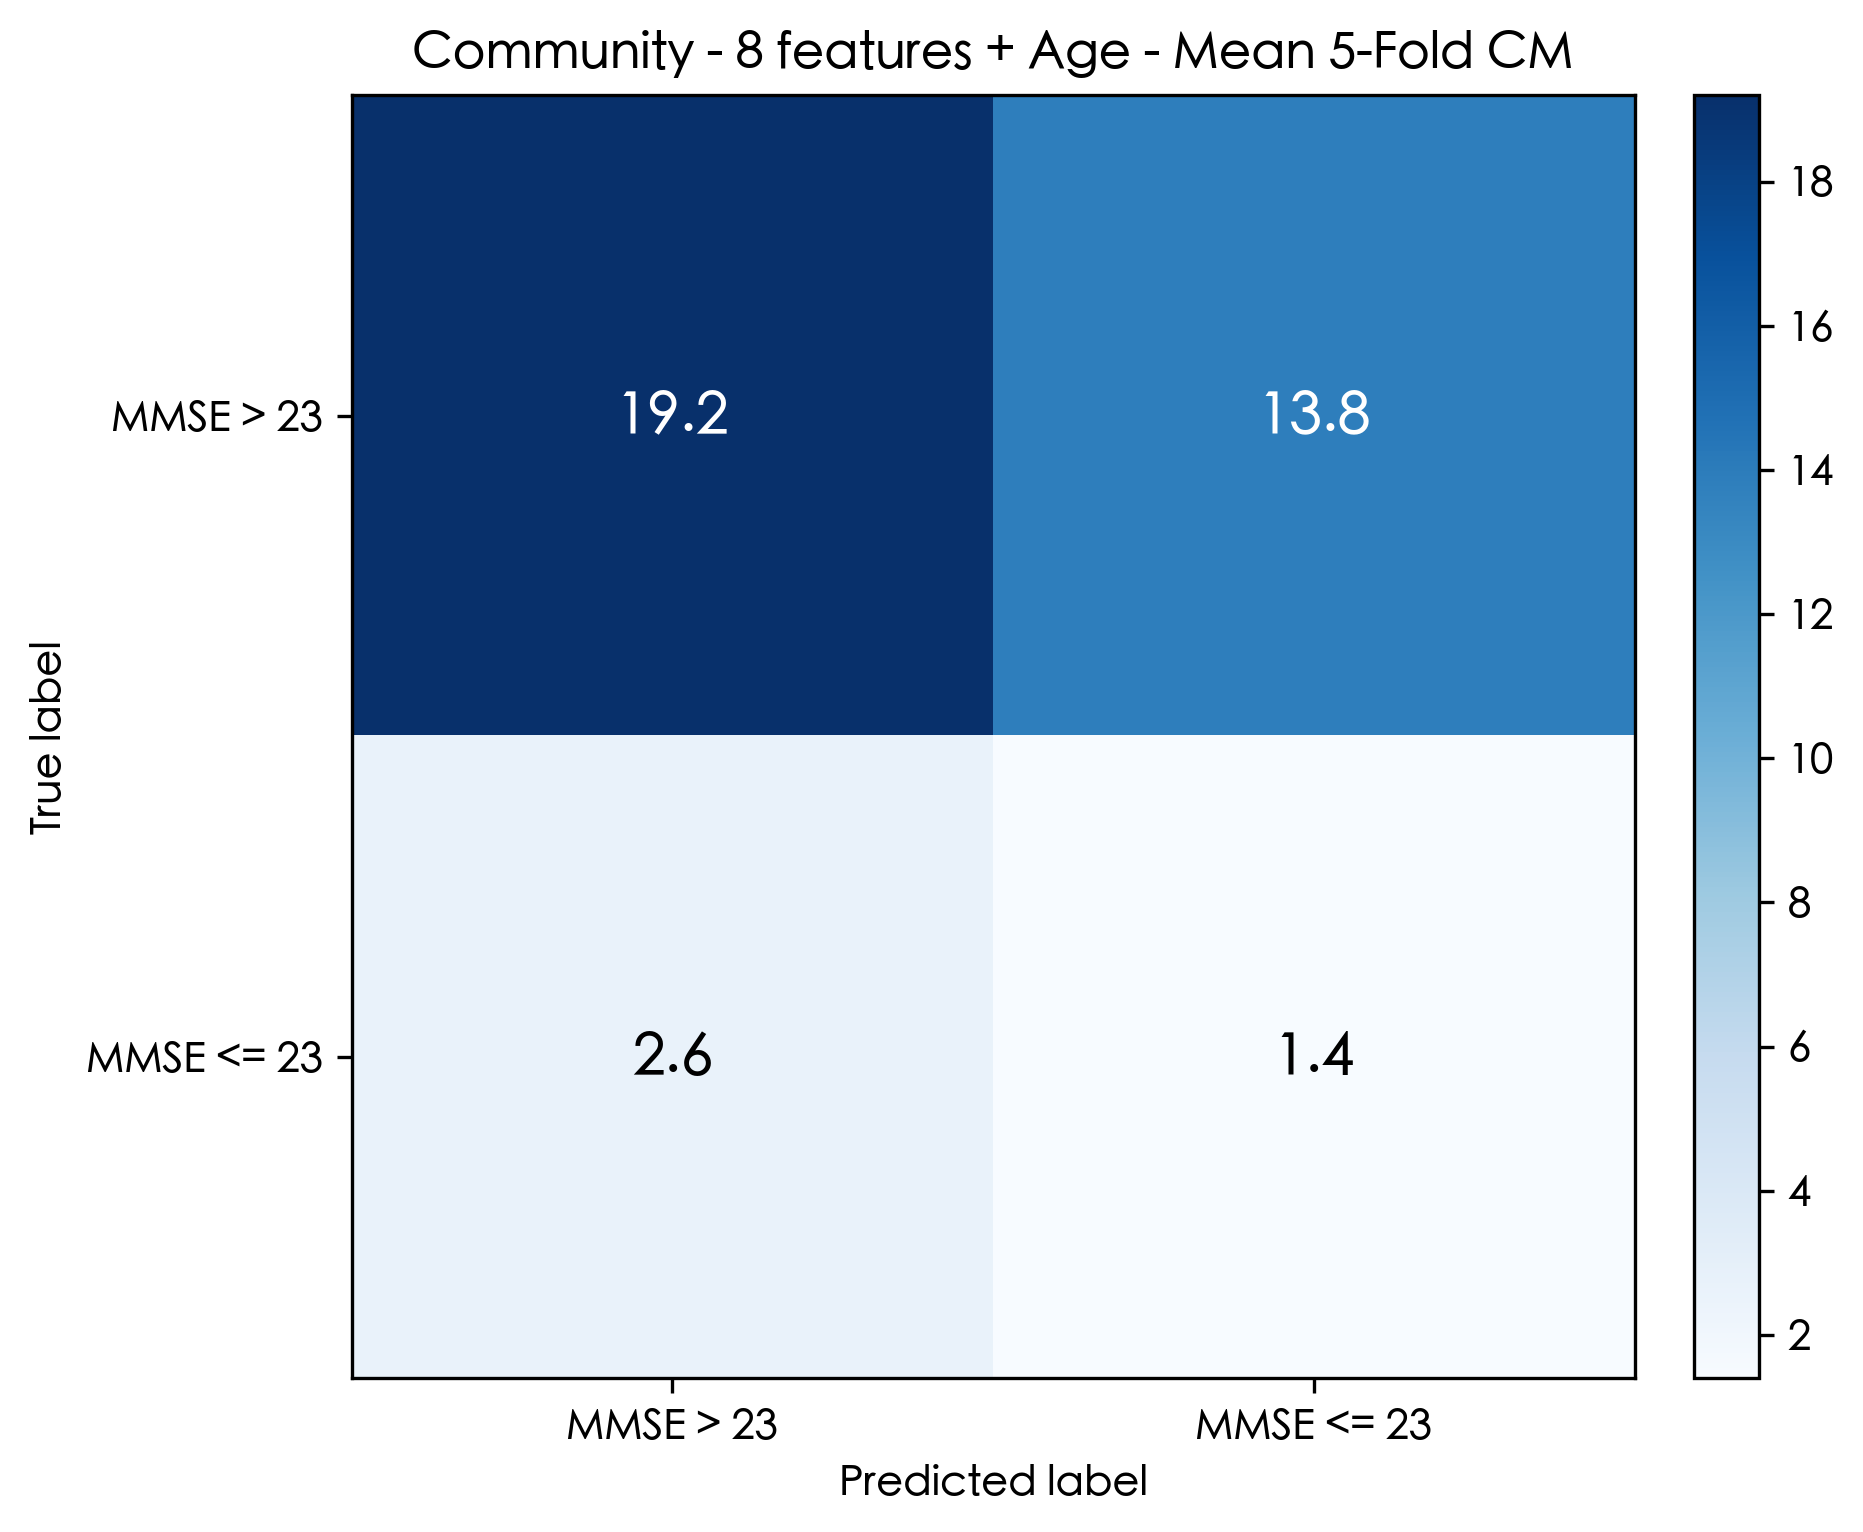 Community - 8 features + Age - Mean 5-Fold CM
True label
MMSE > 23
MMSE <= 23
19.2
13.8
2.6
1.4
MMSE > 23
MMSE <= 23
Predicted label
18
16
14
12
10
8
6
4
2